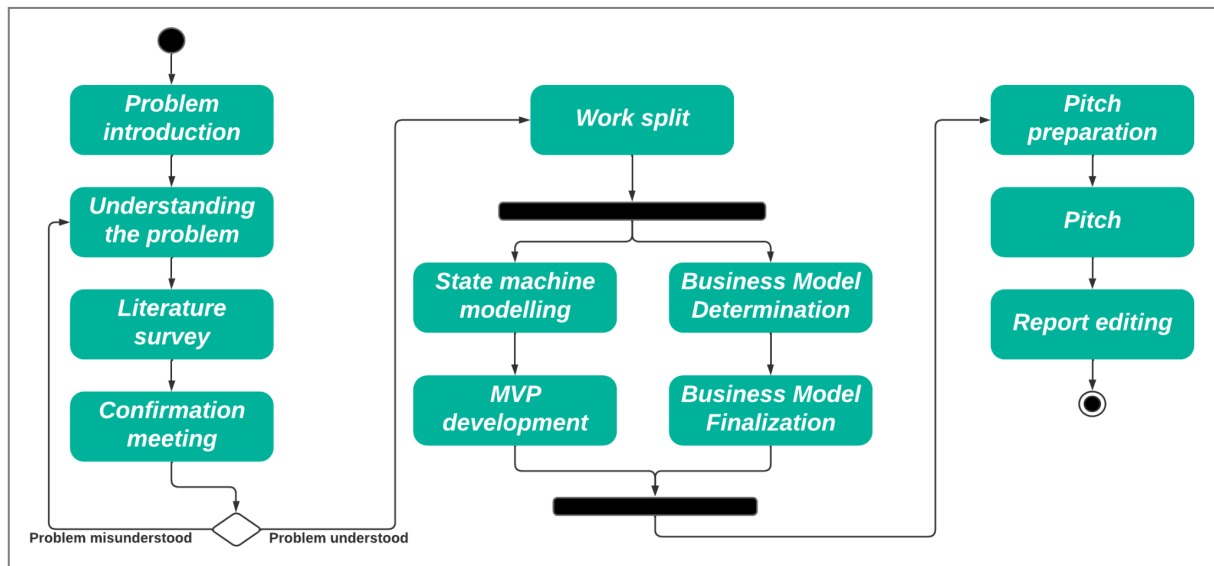 Problem
introduction
Understanding
the problem
Literature
survey
Confirmation
meeting
Problem misunderstood
Problem understood
Work split
State machine
modelling
MVP
development
Business Model
Determination
Business Model
Finalization
Pitch
preparation
Pitch
Report editing